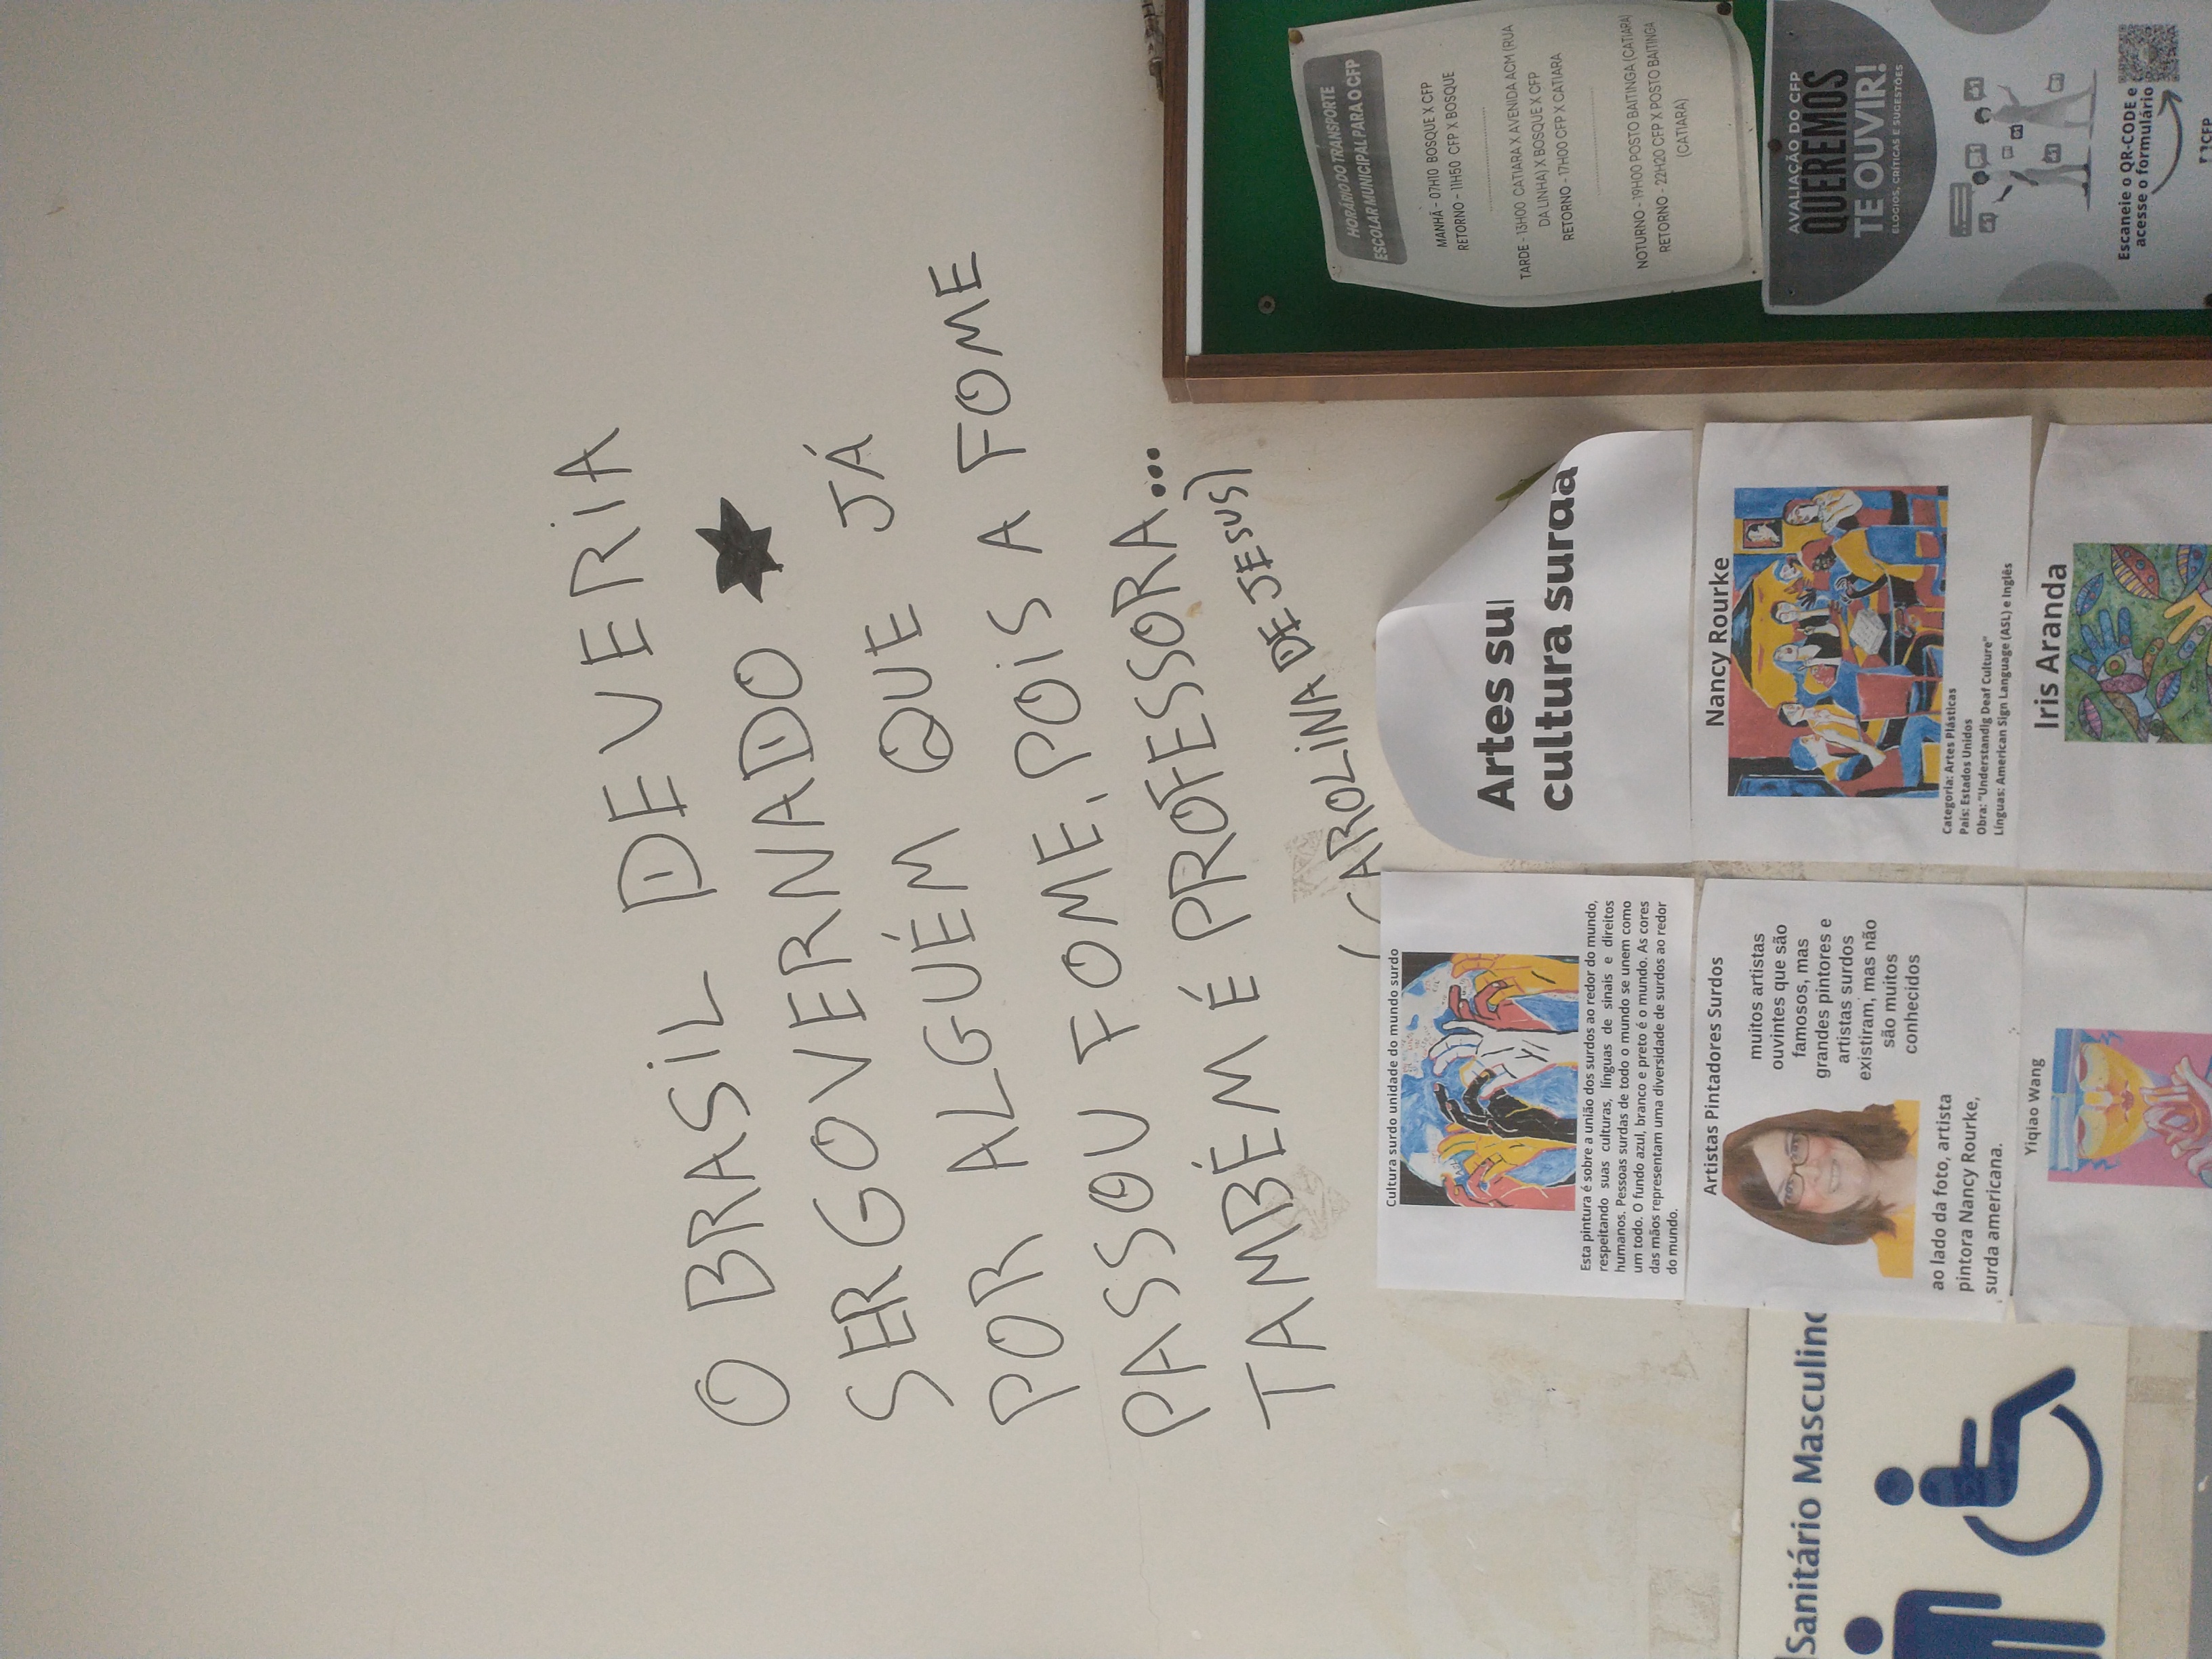 O BRASIL DEVERIA
SER GOVERNADO
POR ALGUÉM QUE JÁ
PASSOU FOME, POIS A FOME
TAMBÉM É PROFESSORA...
(CAROLINA DE JESUS)
Cultura surdo unidade do mundo surdo
Esta pintura é sobre a união dos surdos ao redor do mundo,
respeitando suas culturas, línguas de sinais e direitos
humanos. Pessoas surdas de todo o mundo se unem como
um todo. O fundo azul, branco e preto é o mundo. As cores
das mãos representam uma diversidade de surdos ao redor
do mundo.
Artes sur
cultura surda
Artistas Pintadores Surdos
muitos artistas
ouvintes que são
famosos, mas
grandes pintores e
artistas surdos
existiram, mas não
são muitos
conhecidos
ao lado da foto, artista
pintora Nancy Rourke,
surda americana.
Nancy Rourke
Categoria: Artes Plásticas
País: Estados Unidos
Obra: "Understandig Deaf Culture"
Línguas: American Sign Language (ASL) e Inglês
Yiqiao Wang
Iris Aranda
Sanitário Masculino
HORÁRIO DO TRANSPORTE
ESCOLAR MUNICIPAL PARA O CFP
MANHÃ - 07H10 BOSQUE X CFP
RETORNO - 11H50 CFP X BOSQUE
TARDE - 13H00 CATIARA X AVENIDA ACM (RUA
DA LINHA) X BOSQUE X CFP
RETORNO - 17H00 CFP X CATIARA
NOTURNO - 19H00 POSTO BAITINGA (CATIARA)
RETORNO - 22H20 CFP X POSTO BAITINGA
(CATIARA)
AVALIAÇÃO DO CFP
QUEREMOS
TE OUVIR!
ELOGIOS, CRÍTICAS E SUGESTÕES
Escaneie o QR-CODE e
acesse o formulário
CFP